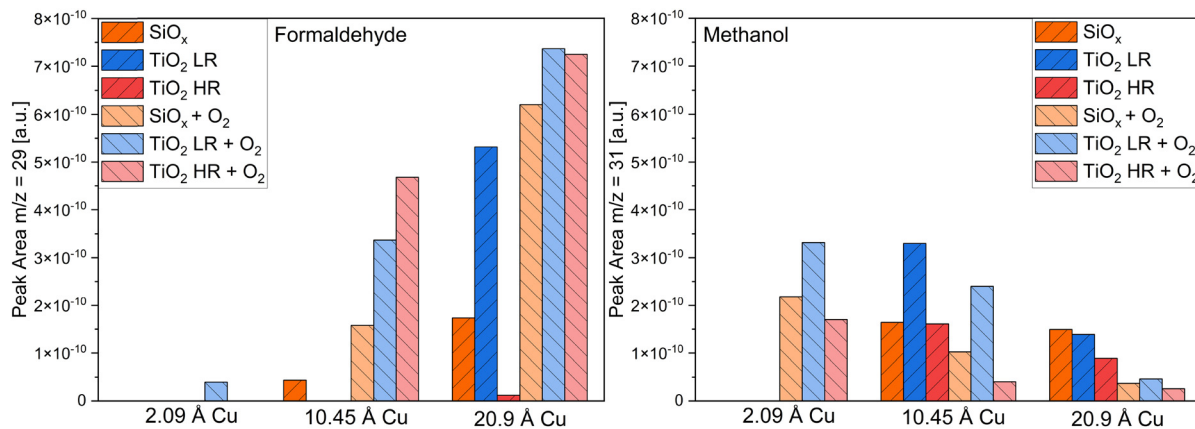 Formaldehyde
Peak Area m/z = 29 [a.u.]
8×10⁻¹⁰
7×10⁻¹⁰
6×10⁻¹⁰
5×10⁻¹⁰
4×10⁻¹⁰
3×10⁻¹⁰
2×10⁻¹⁰
1×10⁻¹⁰
0
SiOₓ
TiO₂ LR
TiO₂ HR
SiOₓ + O₂
TiO₂ LR + O₂
TiO₂ HR + O₂
2.09 Å Cu 10.45 Å Cu 20.9 Å Cu
Methanol
Peak Area m/z = 31 [a.u.]
8×10⁻¹⁰
7×10⁻¹⁰
6×10⁻¹⁰
5×10⁻¹⁰
4×10⁻¹⁰
3×10⁻¹⁰
2×10⁻¹⁰
1×10⁻¹⁰
0
SiOₓ
TiO₂ LR
TiO₂ HR
SiOₓ + O₂
TiO₂ LR + O₂
TiO₂ HR + O₂
2.09 Å Cu 10.45 Å Cu 20.9 Å Cu